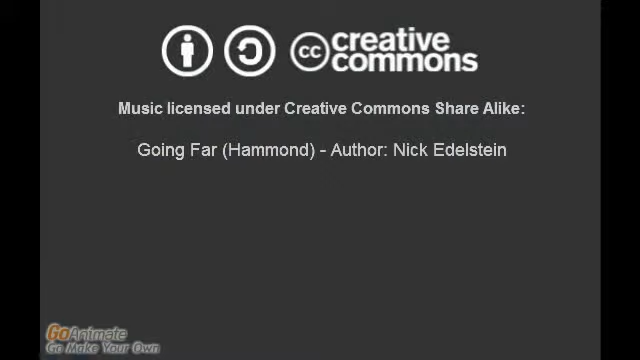 cc creative
commons
Music licensed under Creative Commons Share Alike:
Going Far (Hammond) - Author: Nick Edelstein
GoAnimate
Go Make Your Own